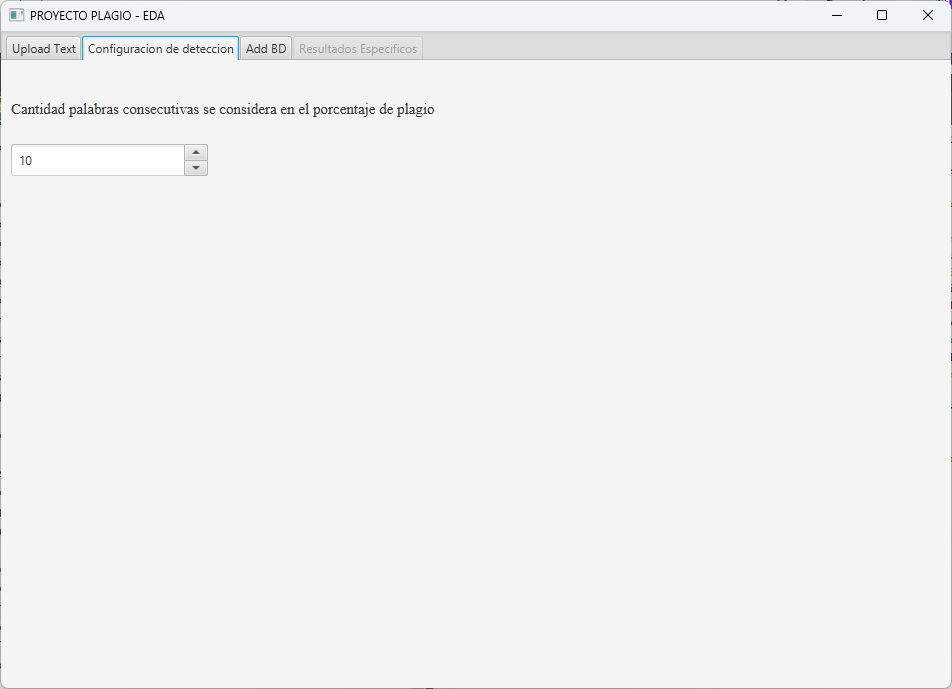 PROYECTO PLAGIO - EDA
Upload Text Configuracion de deteccion Add BD Resultados Especificos
Cantidad palabras consecutivas se considera en el porcentaje de plagio
10